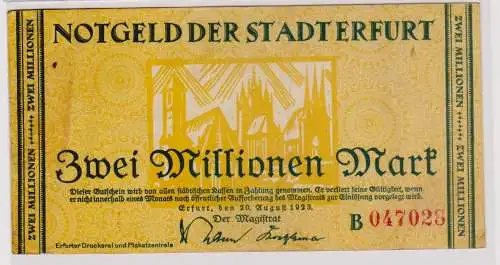 NOTGELD DER STADT ERFURT
ZWEI MILLIONEN
ZWEI MILLIONEN
ZWEI MILLIONEN
ZWEI MILLIONEN
Zwei Millionen Mark
Dieser Gutschein wird von allen städtischen Kassen in Zahlung genommen. Er verliert seine Gültigkeit, wenn
er nicht innerhalb eines Monats nach öffentlicher Aufforderung des Magistrats zur Einlösung vorgelegt wird.
Erfurt, den 20. August 1923.
Der Magistrat
B 047028
Erfurter Druckerei und Plakatzentrale